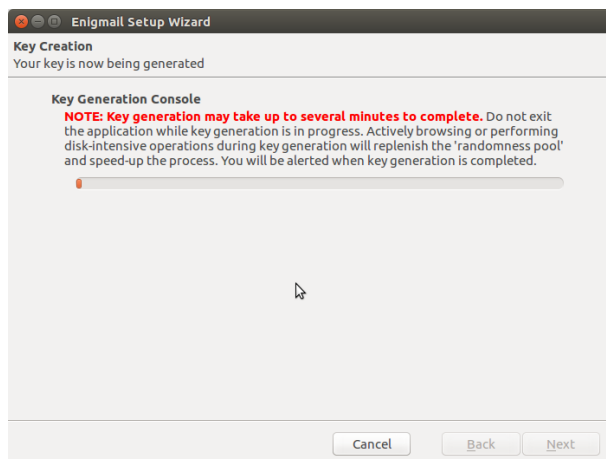 Enigmail Setup Wizard
Key Creation
Your key is now being generated
Key Generation Console
NOTE: Key generation may take up to several minutes to complete. Do not exit
the application while key generation is in progress. Actively browsing or performing
disk-intensive operations during key generation will replenish the 'randomness pool'
and speed-up the process. You will be alerted when key generation is completed.
Cancel Back Next